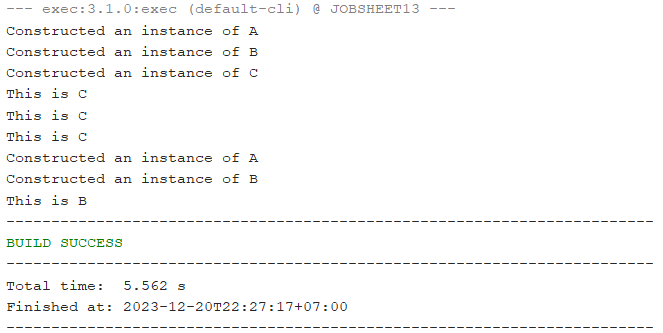 --- exec:3.1.0:exec (default-cli) @ JOBSHEET13 ---
Constructed an instance of A
Constructed an instance of B
Constructed an instance of C
This is C
This is C
This is C
Constructed an instance of A
Constructed an instance of B
This is B
------------------------------------------------------------------------
BUILD SUCCESS
------------------------------------------------------------------------
Total time:  5.562 s
Finished at: 2023-12-20T22:27:17+07:00
------------------------------------------------------------------------